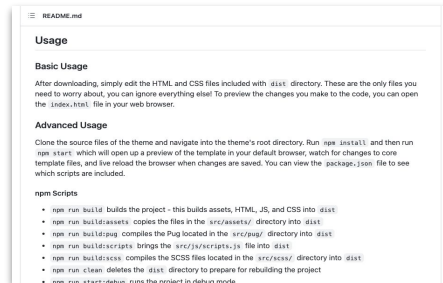 README.md
Usage
Basic Usage
After downloading, simply edit the HTML and CSS files included with dist directory. These are the only files you
need to worry about, you can ignore everything else! To preview the changes you make to the code, you can open
the index.html file in your web browser.
Advanced Usage
Clone the source files of the theme and navigate into the theme's root directory. Run npm install and then run
npm start which will open up a preview of the template in your default browser, watch for changes to core
template files, and live reload the browser when changes are saved. You can view the package.json file to see
which scripts are included.
npm Scripts
• npm run build builds the project - this builds assets, HTML, JS, and CSS into dist
• npm run build:assets copies the files in the src/assets/ directory into dist
• npm run build:pug compiles the Pug located in the src/pug/ directory into dist
• npm run build:scripts brings the src/js/scripts.js file into dist
• npm run build:scss compiles the SCSS files located in the src/scss/ directory into dist
• npm run clean deletes the dist directory to prepare for rebuilding the project
• npm run start:debug runs the project in debug mode